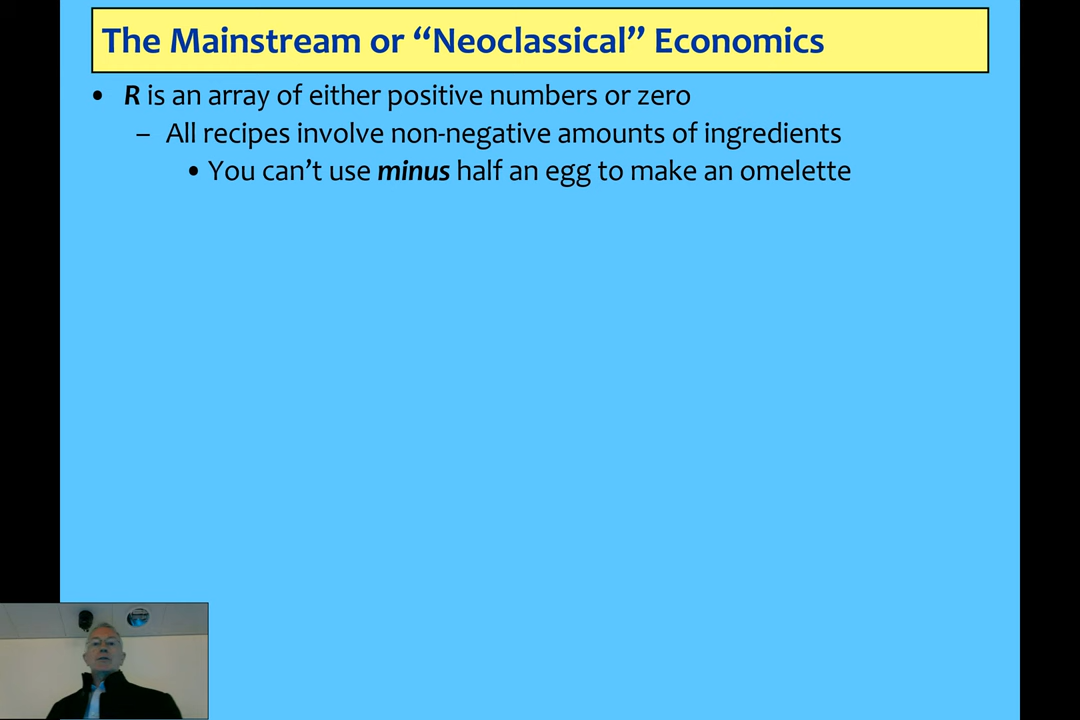 The Mainstream or “Neoclassical” Economics
• R is an array of either positive numbers or zero
– All recipes involve non-negative amounts of ingredients
• You can’t use minus half an egg to make an omelette